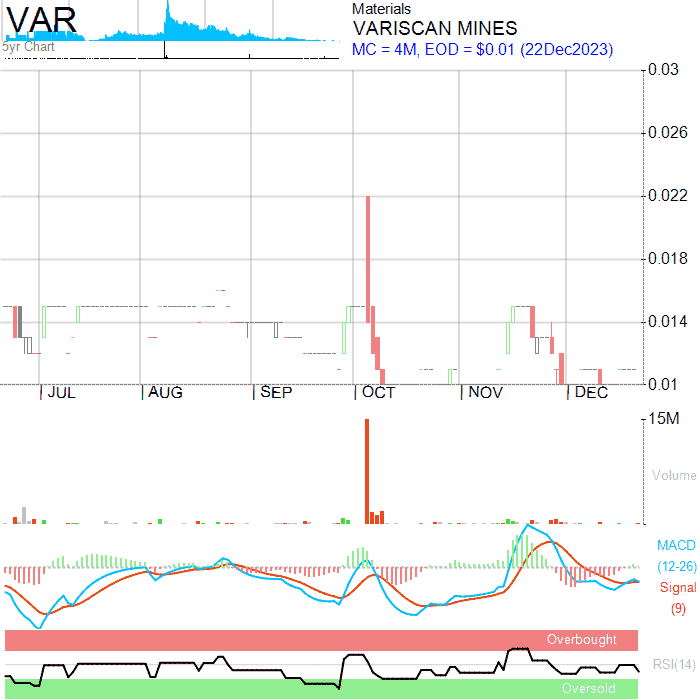 VAR
5yr Chart
Materials
VARISCAN MINES
MC = 4M, EOD = $0.01 (22Dec2023)
0.03
0.026
0.022
0.018
0.014
0.01
JUL
AUG
SEP
OCT
NOV
DEC
15M
Volume
MACD
(12-26)
Signal
(9)
Overbought
RSI(14)
Oversold